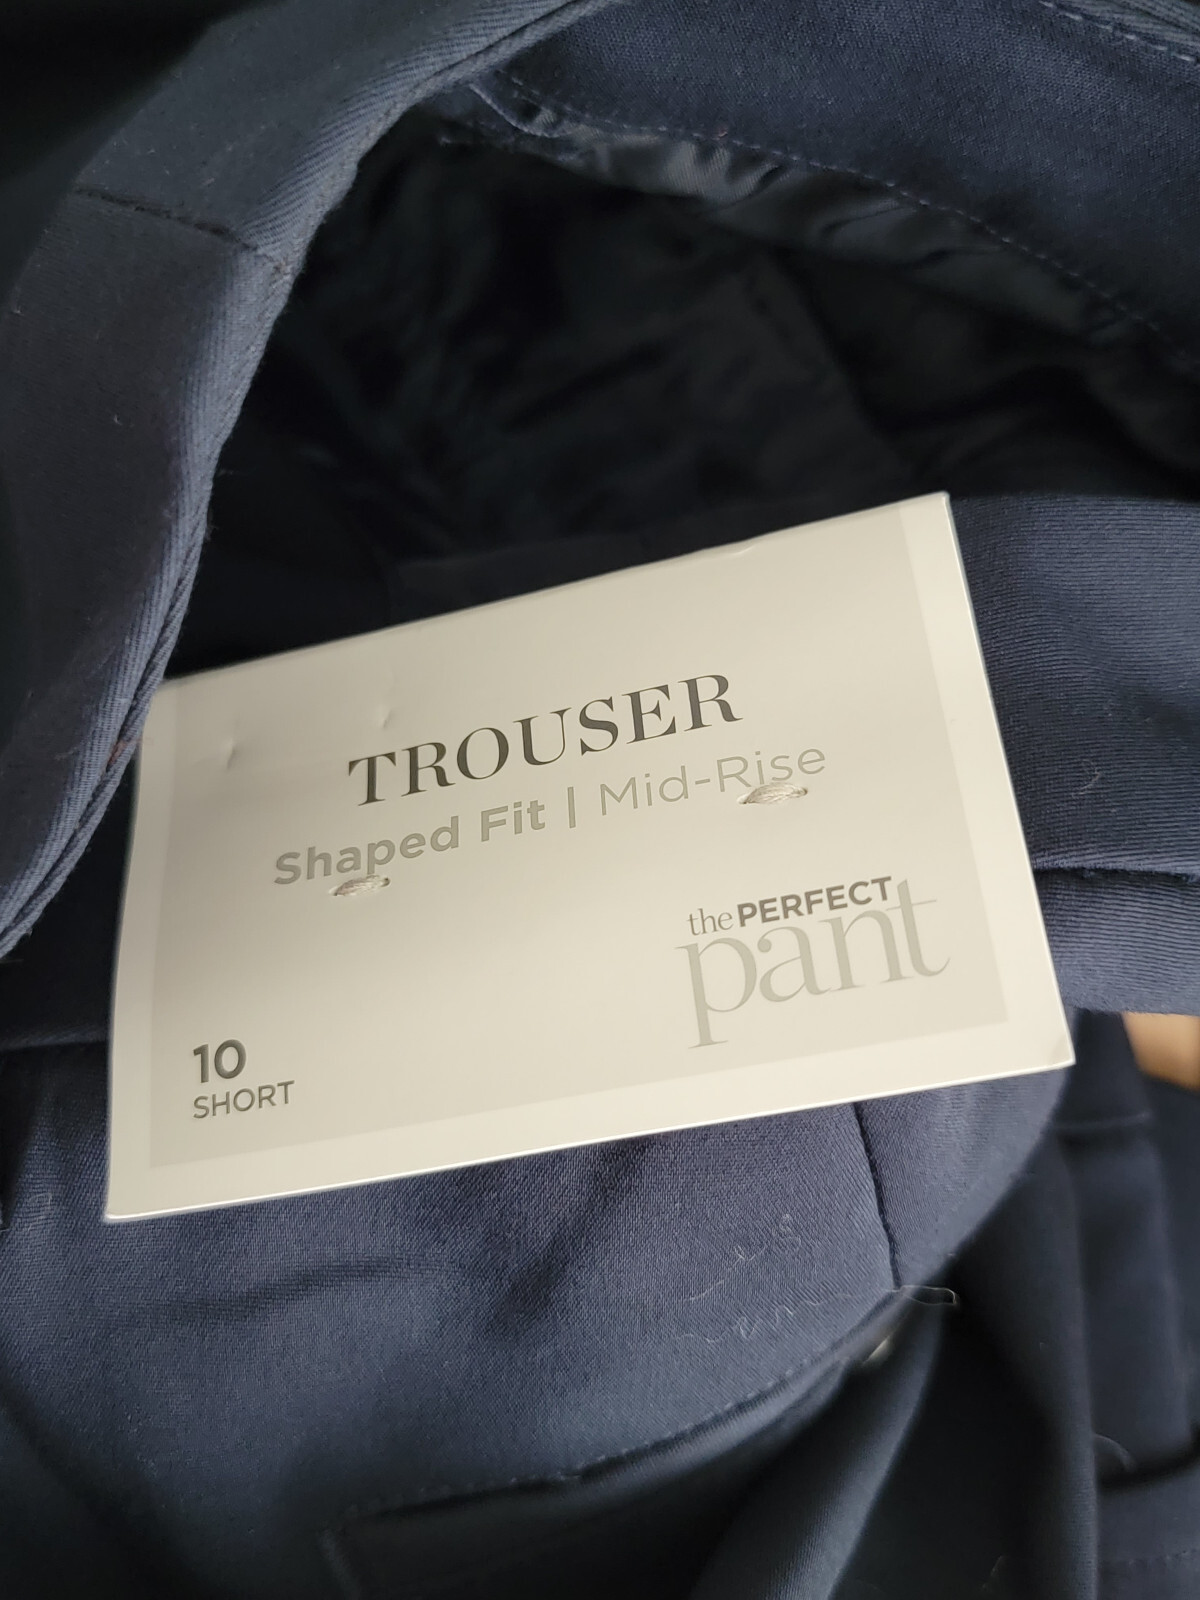 TROUSER
Shaped Fit | Mid-Rise
the PERFECT
pant
10
SHORT